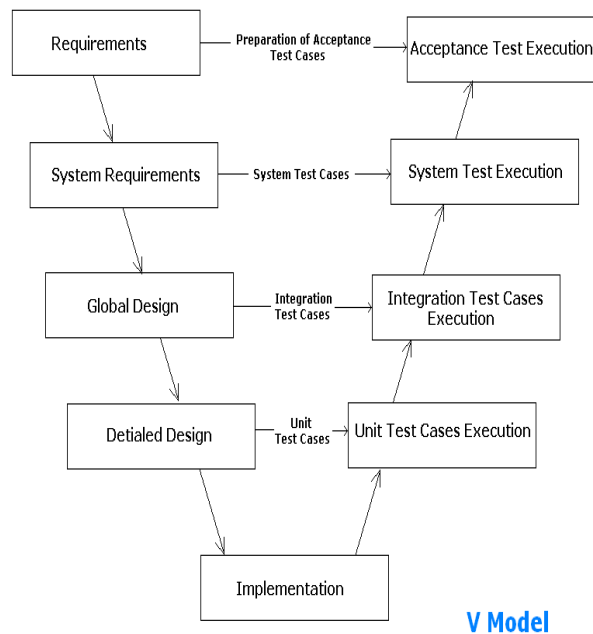 Requirements
Preparation of Acceptance
Test Cases
Acceptance Test Execution
System Requirements
System Test Cases
System Test Execution
Global Design
Integration
Test Cases
Integration Test Cases
Execution
Detialed Design
Unit
Test Cases
Unit Test Cases Execution
Implementation
V Model